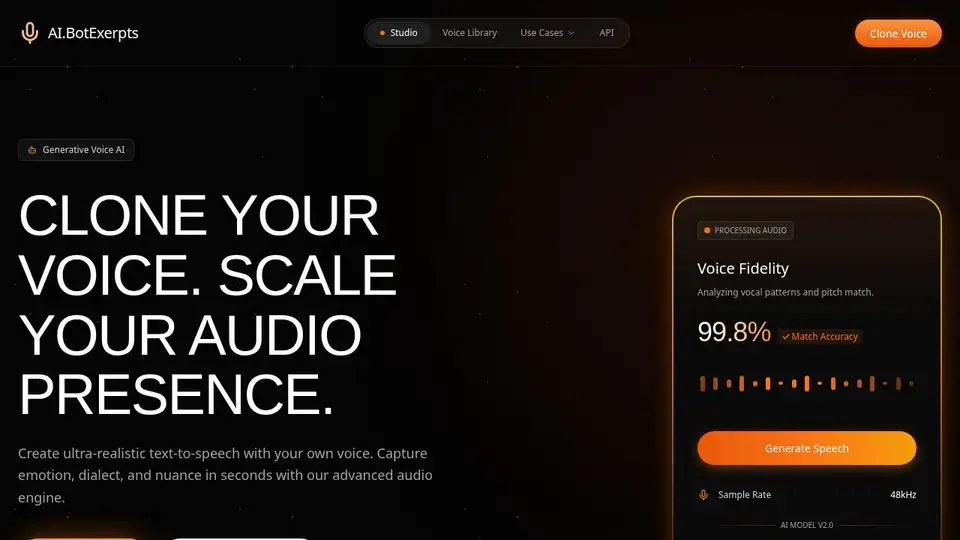 AI.BotExerpts
Studio
Voice Library
Use Cases
API
Clone Voice
Generative Voice AI
CLONE YOUR
VOICE. SCALE
YOUR AUDIO
PRESENCE.
Create ultra-realistic text-to-speech with your own voice. Capture
emotion, dialect, and nuance in seconds with our advanced audio
engine.
PROCESSING AUDIO
Voice Fidelity
Analyzing vocal patterns and pitch match.
99.8%
Match Accuracy
Generate Speech
Sample Rate
48kHz
AI MODEL V2.0